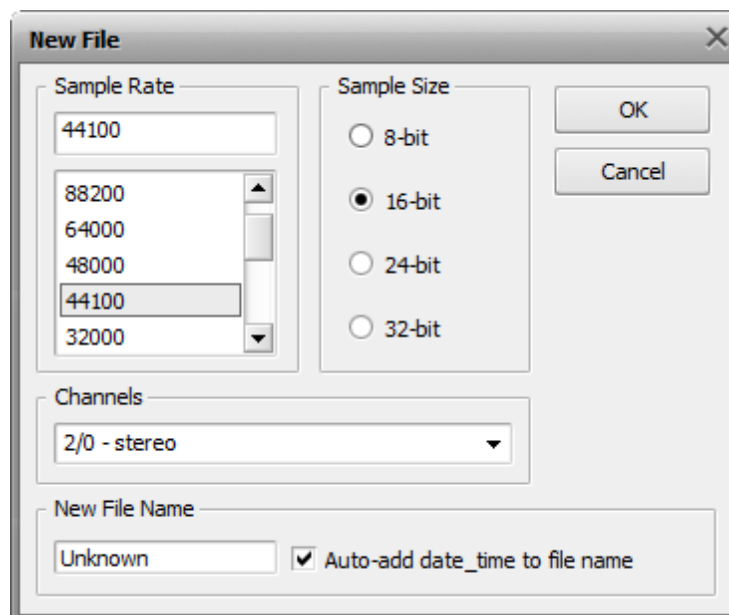 New File
Sample Rate
44100
88200
64000
48000
44100
32000
Sample Size
8-bit
16-bit
24-bit
32-bit
OK
Cancel
Channels
2/0 - stereo
New File Name
Unknown
Auto-add date_time to file name